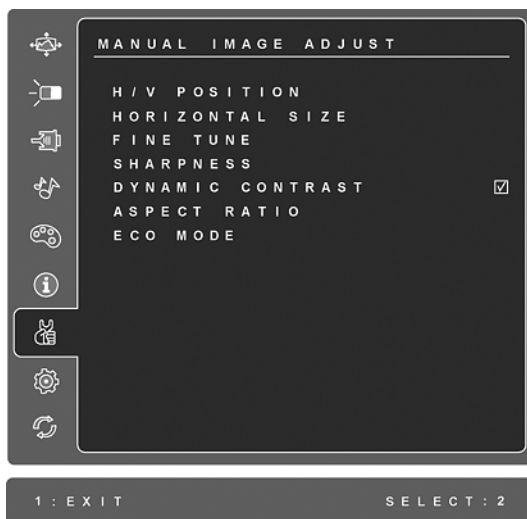 MANUAL IMAGE ADJUST
H/V POSITION
HORIZONTAL SIZE
FINE TUNE
SHARPNESS
DYNAMIC CONTRAST
ASPECT RATIO
ECO MODE
1:EXIT SELECT:2